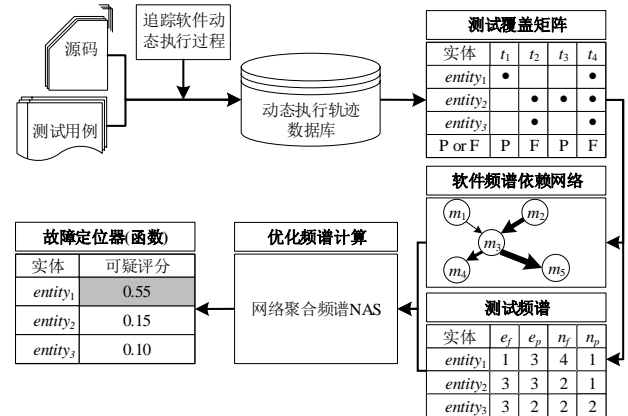 源码
测试用例
追踪软件动
态执行过程
动态执行轨迹
数据库
测试覆盖矩阵
实体 t1 t2 t3 t4
entity1 • •
entity2 • • •
entity3 • •
P or F P F P F
软件频谱依赖网络
m1
m2
m3
m4
m5
测试频谱
实体 ef ep nf np
entity1 1 3 4 1
entity2 3 3 2 1
entity3 3 2 2 2
优化频谱计算
网络聚合频谱NAS
故障定位器(函数)
实体 可疑评分
entity1 0.55
entity2 0.15
entity3 0.10